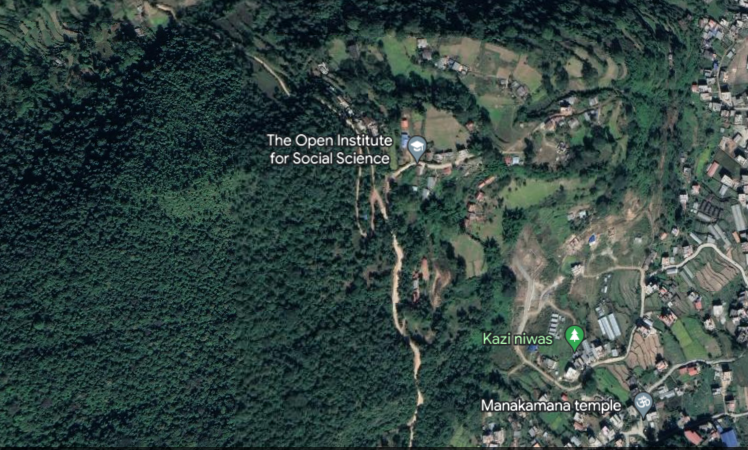 The Open Institute
for Social Science
Kazi niwas
Manakamana temple